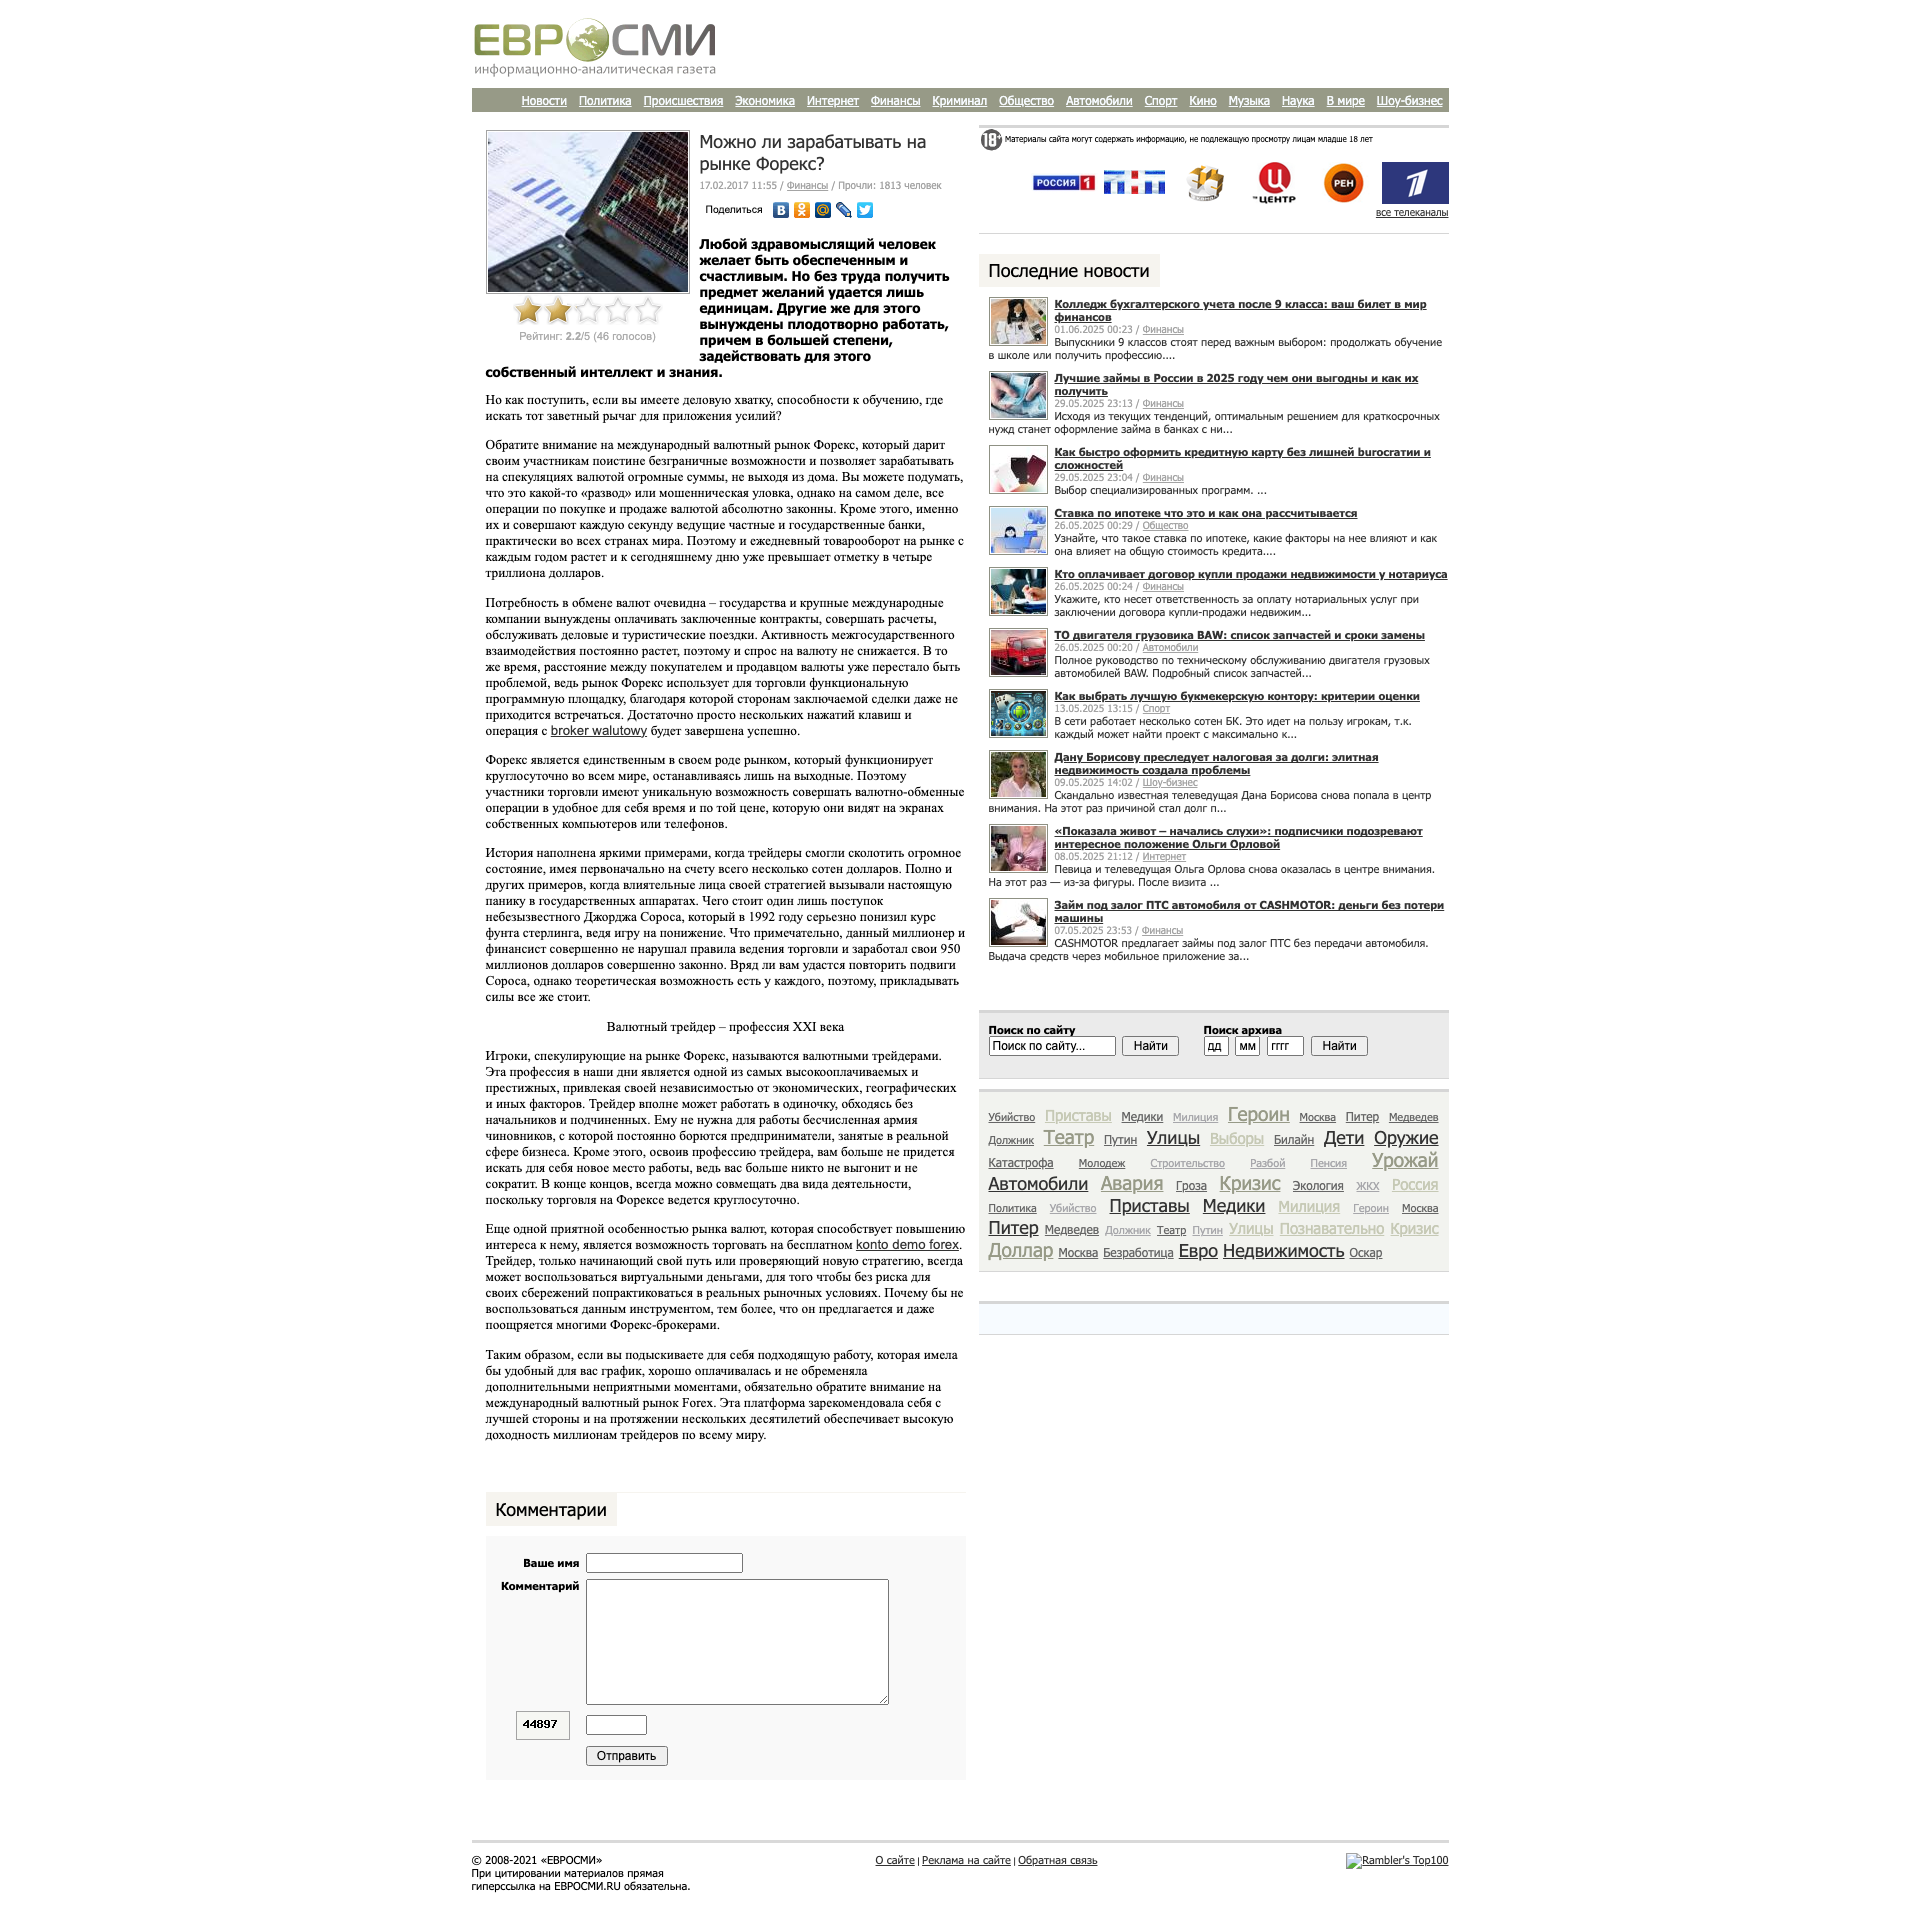 ЕВРОСМИ
информационно-аналитическая газета
Новости Политика Происшествия Экономика Интернет Финансы Криминал Общество Автомобили Спорт Кино Музыка Наука В мире Шоу-бизнес
Можно ли зарабатывать на
рынке Форекс?
17.02.2017 11:55 / Финансы / Прочли: 1813 человек
Поделиться
Рейтинг: 2.2/5 (46 голосов)
Любой здравомыслящий человек
желает быть обеспеченным и
счастливым. Но без труда получить
предмет желаний удается лишь
единицам. Другие же для этого
вынуждены плодотворно работать,
причем в большей степени,
задействовать для этого
собственный интеллект и знания.
Но как поступить, если вы имеете деловую хватку, способности к обучению, где
искать тот заветный рычаг для приложения усилий?
Обратите внимание на международный валютный рынок Форекс, который дарит
своим участникам поистине безграничные возможности и позволяет зарабатывать
на спекуляциях валютой огромные суммы, не выходя из дома. Вы можете подумать,
что это какой-то «развод» или мошенническая уловка, однако на самом деле, все
операции по покупке и продаже валютой абсолютно законны. Кроме этого, именно
их и совершают каждую секунду ведущие частные и государственные банки,
практически во всех странах мира. Поэтому и ежедневный товарооборот на рынке с
каждым годом растет и к сегодняшнему дню уже превышает отметку в четыре
триллиона долларов.
Потребность в обмене валют очевидна – государства и крупные международные
компании вынуждены оплачивать заключенные контракты, совершать расчеты,
обслуживать деловые и туристические поездки. Активность межгосударственного
взаимодействия постоянно растет, поэтому и спрос на валюту не снижается. В то
же время, расстояние между покупателем и продавцом валюты уже перестало быть
проблемой, ведь рынок Форекс использует для торговли функциональную
программную площадку, благодаря которой сторонам заключаемой сделки даже не
приходится встречаться. Достаточно просто нескольких нажатий клавиш и
операция с broker walutowy будет завершена успешно.
Форекс является единственным в своем роде рынком, который функционирует
круглосуточно во всем мире, останавливаясь лишь на выходные. Поэтому
участники торговли имеют уникальную возможность совершать валютно-обменные
операции в удобное для себя время и по той цене, которую они видят на экранах
собственных компьютеров или телефонов.
История наполнена яркими примерами, когда трейдеры смогли сколотить огромное
состояние, имея первоначально на счету всего несколько сотен долларов. Полно и
других примеров, когда влиятельные лица своей стратегией вызывали настоящую
панику в государственных аппаратах. Чего стоит один лишь поступок
небезызвестного Джорджа Сороса, который в 1992 году серьезно понизил курс
фунта стерлинга, ведя игру на понижение. Что примечательно, данный миллионер и
финансист совершенно не нарушал правила ведения торговли и заработал свои 950
миллионов долларов совершенно законно. Вряд ли вам удастся повторить подвиги
Сороса, однако теоретическая возможность есть у каждого, поэтому, прикладывать
силы все же стоит.
Валютный трейдер – профессия XXI века
Игроки, спекулирующие на рынке Форекс, называются валютными трейдерами.
Эта профессия в наши дни является одной из самых высокооплачиваемых и
престижных, привлекая своей независимостью от экономических, географических
и иных факторов. Трейдер вполне может работать в одиночку, обходясь без
начальников и подчиненных. Ему не нужна для работы бесчисленная армия
чиновников, с которой постоянно борются предприниматели, занятые в реальной
сфере бизнеса. Кроме этого, освоив профессию трейдера, вам больше не придется
искать для себя новое место работы, ведь вас больше никто не выгонит и не
сократит. В конце концов, всегда можно совмещать два вида деятельности,
поскольку торговля на Форексе ведется круглосуточно.
Еще одной приятной особенностью рынка валют, которая способствует повышению
интереса к нему, является возможность торговать на бесплатном konto demo forex.
Трейдер, только начинающий свой путь или проверяющий новую стратегию, всегда
может воспользоваться виртуальными деньгами, для того чтобы без риска для
своих сбережений попрактиковаться в реальных рыночных условиях. Почему бы не
воспользоваться данным инструментом, тем более, что он предлагается и даже
поощряется многими Форекс-брокерами.
Таким образом, если вы подыскиваете для себя подходящую работу, которая имела
бы удобный для вас график, хорошо оплачивалась и не обременяла
дополнительными неприятными моментами, обязательно обратите внимание на
международный валютный рынок Forex. Эта платформа зарекомендовала себя с
лучшей стороны и на протяжении нескольких десятилетий обеспечивает высокую
доходность миллионам трейдеров по всему миру.
Комментарии
Ваше имя
Комментарий
44897
Отправить
18+ Материалы сайта могут содержать информацию, не подлежащую просмотру лицам младше 18 лет
РОССИЯ 1 ТНТ Ц ТВ ЦЕНТР РЕН 1
все телеканалы
Последние новости
Колледж бухгалтерского учета после 9 класса: ваш билет в мир
финансов
01.06.2025 00:23 / Финансы
Выпускники 9 классов стоят перед важным выбором: продолжать обучение
в школе или получить профессию....
Лучшие займы в России в 2025 году чем они выгодны и как их
получить
29.05.2025 23:13 / Финансы
Исходя из текущих тенденций, оптимальным решением для краткосрочных
нужд станет оформление займа в банках с ни...
Как быстро оформить кредитную карту без лишней burосгатии и
сложностей
29.05.2025 23:04 / Финансы
Выбор специализированных программ. ...
Ставка по ипотеке что это и как она рассчитывается
26.05.2025 00:29 / Общество
Узнайте, что такое ставка по ипотеке, какие факторы на нее влияют и как
она влияет на общую стоимость кредита....
Кто оплачивает договор купли продажи недвижимости у нотариуса
26.05.2025 00:24 / Финансы
Укажите, кто несет ответственность за оплату нотариальных услуг при
заключении договора купли-продажи недвижим...
ТО двигателя грузовика BAW: список запчастей и сроки замены
26.05.2025 00:20 / Автомобили
Полное руководство по техническому обслуживанию двигателя грузовых
автомобилей BAW. Подробный список запчастей...
Как выбрать лучшую букмекерскую контору: критерии оценки
13.05.2025 13:15 / Спорт
В сети работает несколько сотен БК. Это идет на пользу игрокам, т.к.
каждый может найти проект с максимально к...
Дану Борисову преследует налоговая за долги: элитная
недвижимость создала проблемы
09.05.2025 14:02 / Шоу-бизнес
Скандально известная телеведущая Дана Борисова снова попала в центр
внимания. На этот раз причиной стал долг п...
«Показала живот – начались слухи»: подписчики подозревают
интересное положение Ольги Орловой
08.05.2025 21:12 / Интернет
Певица и телеведущая Ольга Орлова снова оказалась в центре внимания.
На этот раз — из-за фигуры. После визита ...
Займ под залог ПТС автомобиля от CASHMOTOR: деньги без потери
машины
07.05.2025 23:53 / Финансы
CASHMOTOR предлагает займы под залог ПТС без передачи автомобиля.
Выдача средств через мобильное приложение за...
Поиск по сайту Поиск архива
Поиск по сайту... Найти дд мм гггг Найти
Убийство Приставы Медики Милиция Героин Москва Питер Медведев
Должник Театр Путин Улицы Выборы Билайн Дети Оружие
Катастрофа Молодеж Строительство Разбой Пенсия Урожай
Автомобили Авария Гроза Кризис Экология ЖКХ Россия
Политика Убийство Приставы Медики Милиция Героин Москва
Питер Медведев Должник Театр Путин Улицы Познавательно Кризис
Доллар Москва Безработица Евро Недвижимость Оскар
© 2008-2021 «ЕВРОСМИ»
При цитировании материалов прямая
гиперссылка на ЕВРОСМИ.RU обязательна.
О сайте | Реклама на сайте | Обратная связь
Rambler's Top100